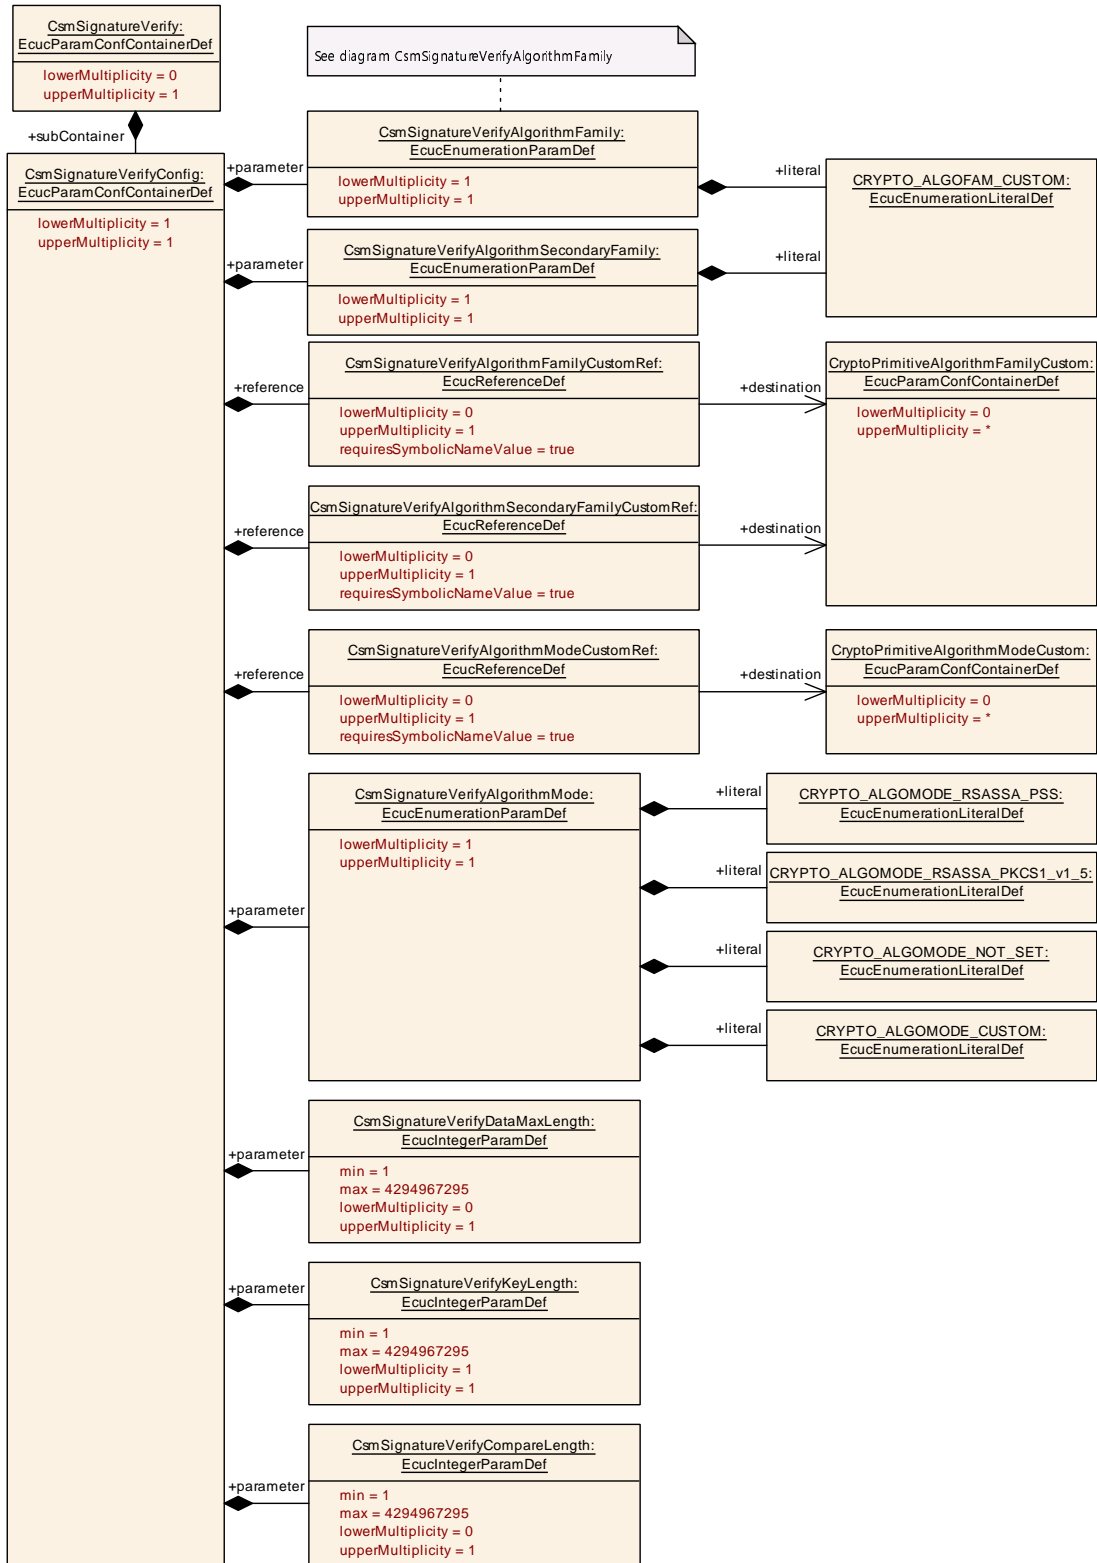 CsmSignatureVerify:
EcucParamConfContainerDef
lowerMultiplicity = 0
upperMultiplicity = 1
+subContainer
CsmSignatureVerifyConfig:
EcucParamConfContainerDef
lowerMultiplicity = 1
upperMultiplicity = 1
See diagram CsmSignatureVerifyAlgorithmFamily
+parameter
CsmSignatureVerifyAlgorithmFamily:
EcucEnumerationParamDef
lowerMultiplicity = 1
upperMultiplicity = 1
+literal
CRYPTO_ALGOFAM_CUSTOM:
EcucEnumerationLiteralDef
+parameter
CsmSignatureVerifyAlgorithmSecondaryFamily:
EcucEnumerationParamDef
lowerMultiplicity = 1
upperMultiplicity = 1
+literal
+reference
CsmSignatureVerifyAlgorithmFamilyCustomRef:
EcucReferenceDef
lowerMultiplicity = 0
upperMultiplicity = 1
requiresSymbolicNameValue = true
+destination
CryptoPrimitiveAlgorithmFamilyCustom:
EcucParamConfContainerDef
lowerMultiplicity = 0
upperMultiplicity = *
+reference
CsmSignatureVerifyAlgorithmSecondaryFamilyCustomRef:
EcucReferenceDef
lowerMultiplicity = 0
upperMultiplicity = 1
requiresSymbolicNameValue = true
+destination
+reference
CsmSignatureVerifyAlgorithmModeCustomRef:
EcucReferenceDef
lowerMultiplicity = 0
upperMultiplicity = 1
requiresSymbolicNameValue = true
+destination
CryptoPrimitiveAlgorithmModeCustom:
EcucParamConfContainerDef
lowerMultiplicity = 0
upperMultiplicity = *
+parameter
CsmSignatureVerifyAlgorithmMode:
EcucEnumerationParamDef
lowerMultiplicity = 1
upperMultiplicity = 1
+literal
CRYPTO_ALGOMODE_RSASSA_PSS:
EcucEnumerationLiteralDef
+literal
CRYPTO_ALGOMODE_RSASSA_PKCS1_v1_5:
EcucEnumerationLiteralDef
+literal
CRYPTO_ALGOMODE_NOT_SET:
EcucEnumerationLiteralDef
+literal
CRYPTO_ALGOMODE_CUSTOM:
EcucEnumerationLiteralDef
+parameter
CsmSignatureVerifyDataMaxLength:
EcucIntegerParamDef
min = 1
max = 4294967295
lowerMultiplicity = 0
upperMultiplicity = 1
+parameter
CsmSignatureVerifyKeyLength:
EcucIntegerParamDef
min = 1
max = 4294967295
lowerMultiplicity = 1
upperMultiplicity = 1
+parameter
CsmSignatureVerifyCompareLength:
EcucIntegerParamDef
min = 1
max = 4294967295
lowerMultiplicity = 0
upperMultiplicity = 1